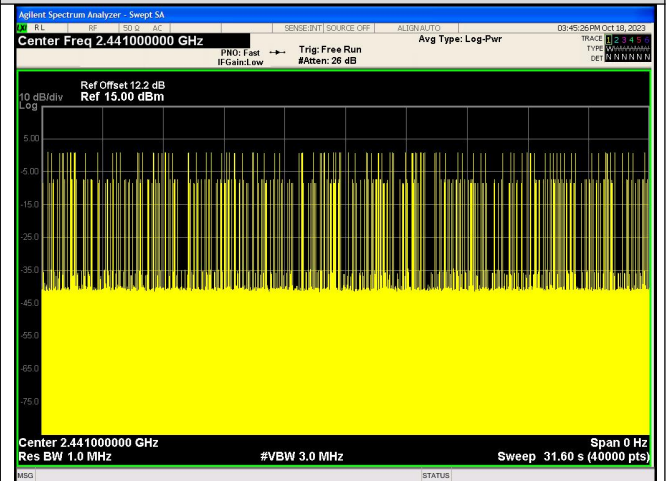 Agilent Spectrum Analyzer - Swept SA
RL RF 50 Ω AC SENSE:INT SOURCE OFF ALIGN AUTO 03:45:26 PM Oct 18, 2023
Center Freq 2.441000000 GHz Avg Type: Log-Pwr TRACE 1 2 3 4 5 6
PNO: Fast Trig: Free Run TYPE W
IFGain:Low #Atten: 26 dB DET N N N N N N
Ref Offset 12.2 dB
10 dB/div Ref 15.00 dBm
Log
5.00
-5.00
-15.0
-25.0
-35.0
-45.0
-55.0
-65.0
-75.0
Center 2.441000000 GHz Span 0 Hz
Res BW 1.0 MHz #VBW 3.0 MHz Sweep 31.60 s (40000 pts)
MSG STATUS